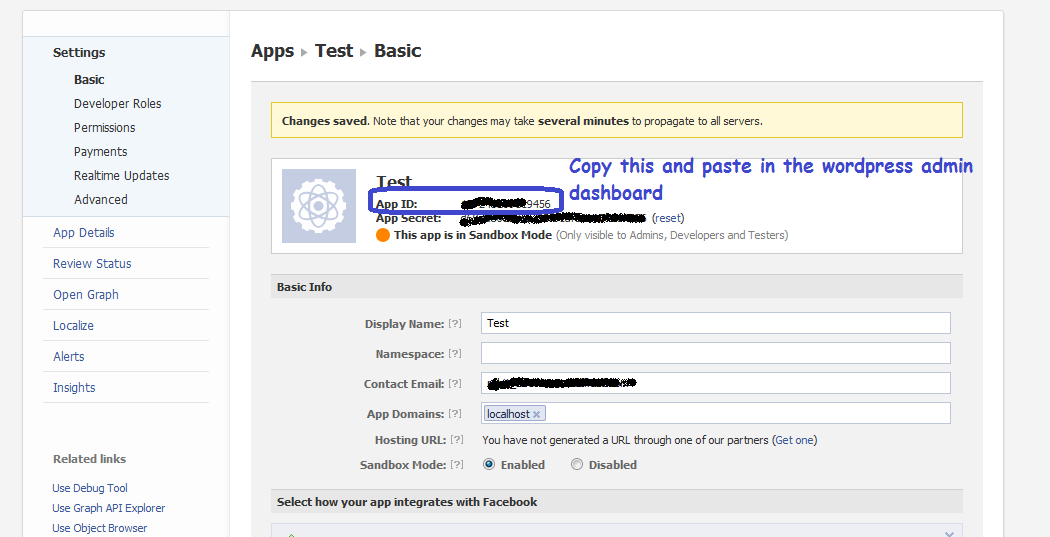 Settings
Basic
Developer Roles
Permissions
Payments
Realtime Updates
Advanced
App Details
Review Status
Open Graph
Localize
Alerts
Insights
Related links
Use Debug Tool
Use Graph API Explorer
Use Object Browser
Apps ▸ Test ▸ Basic
Changes saved. Note that your changes may take several minutes to propagate to all servers.
Copy this and paste in the wordpress admin
dashboard
Test
App ID: 19456
App Secret: (reset)
This app is in Sandbox Mode (Only visible to Admins, Developers and Testers)
Basic Info
Display Name: [?] Test
Namespace: [?]
Contact Email: [?]
App Domains: [?] localhost ×
Hosting URL: [?] You have not generated a URL through one of our partners (Get one)
Sandbox Mode: [?] Enabled Disabled
Select how your app integrates with Facebook